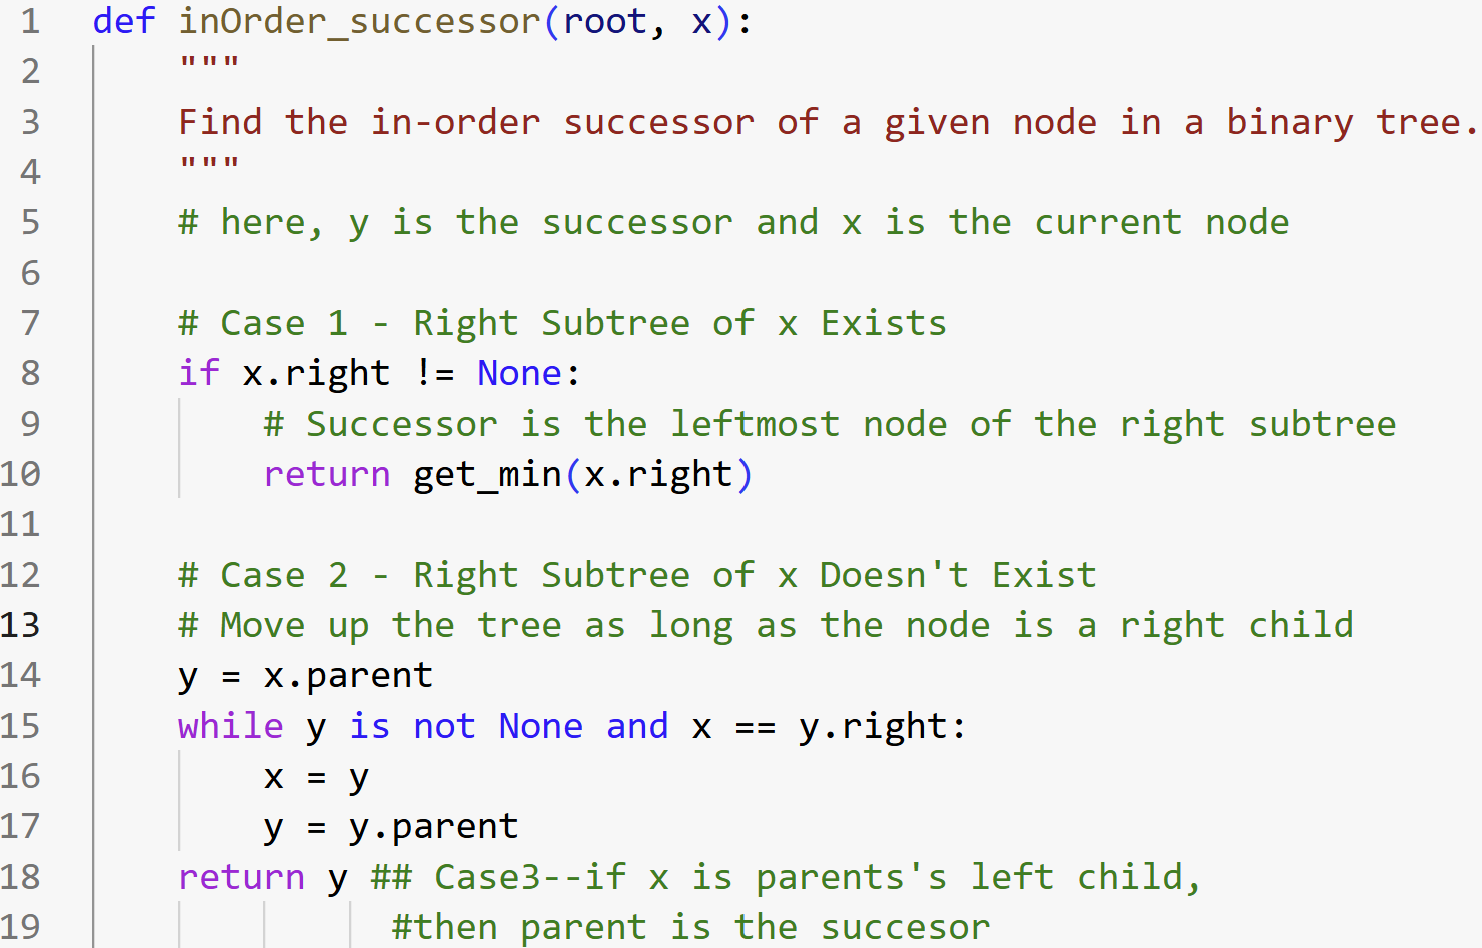 1 def inOrder_successor(root, x):
2 """
3 Find the in-order successor of a given node in a binary tree.
4 """
5 # here, y is the successor and x is the current node
6
7 # Case 1 - Right Subtree of x Exists
8 if x.right != None:
9 # Successor is the leftmost node of the right subtree
10 return get_min(x.right)
11
12 # Case 2 - Right Subtree of x Doesn't Exist
13 # Move up the tree as long as the node is a right child
14 y = x.parent
15 while y is not None and x == y.right:
16 x = y
17 y = y.parent
18 return y ## Case3--if x is parents's left child,
19 #then parent is the succesor